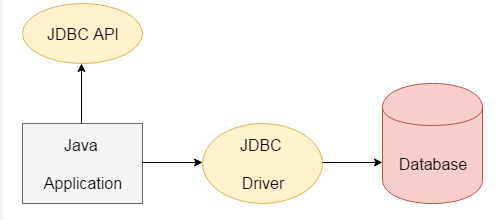 JDBC API
Java
Application
JDBC
Driver
Database